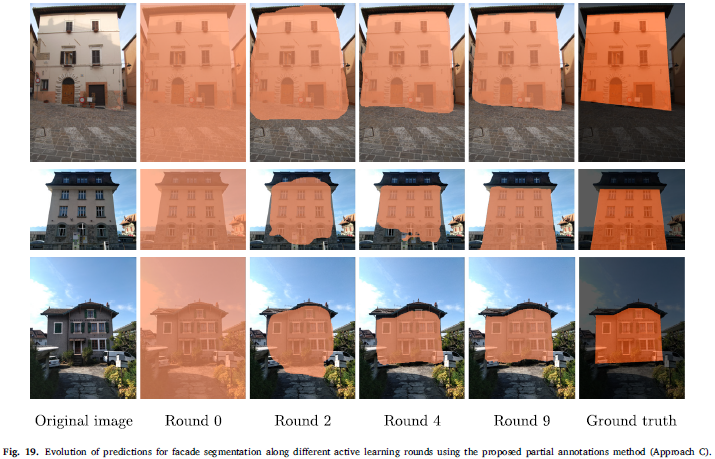 Original image Round 0 Round 2 Round 4 Round 9 Ground truth
Fig. 19. Evolution of predictions for facade segmentation along different active learning rounds using the proposed partial annotations method (Approach C).